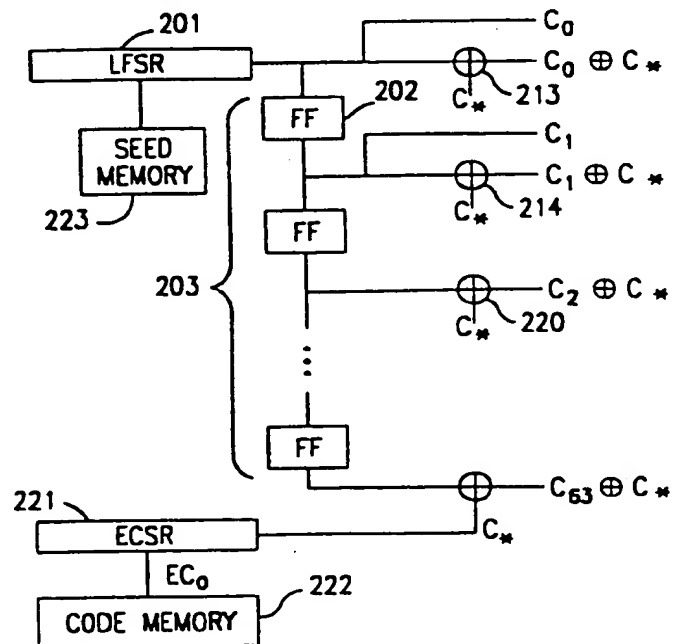 201
LFSR
C₀
C₀ ⊕ C*
213
C*
202
FF
SEED MEMORY
223
C₁
C₁ ⊕ C*
214
C*
FF
203
C₂ ⊕ C*
220
C*
FF
C₆₃ ⊕ C*
C*
221
ECSR
EC₀
222
CODE MEMORY